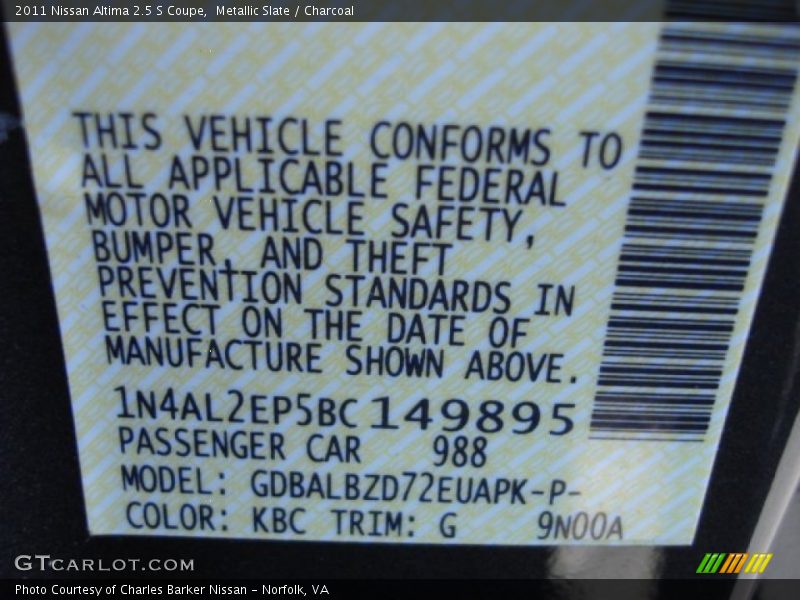 2011 Nissan Altima 2.5 S Coupe,  Metallic Slate / Charcoal
THIS VEHICLE CONFORMS TO
ALL APPLICABLE FEDERAL
MOTOR VEHICLE SAFETY,
BUMPER, AND THEFT
PREVENTION STANDARDS IN
EFFECT ON THE DATE OF
MANUFACTURE SHOWN ABOVE.
1N4AL2EP5BC149895
PASSENGER CAR 988
MODEL: GDBALBZD72EUAPK-P-
COLOR: KBC TRIM: G 9N00A
GTCARLOT.COM
Photo Courtesy of Charles Barker Nissan - Norfolk, VA